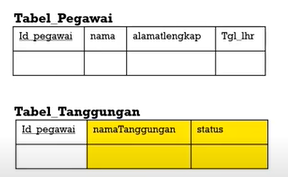 Tabel_Pegawai
Id_pegawai nama alamatlengkap Tgl_lhr
Tabel_Tanggungan
Id_pegawai namaTanggungan status